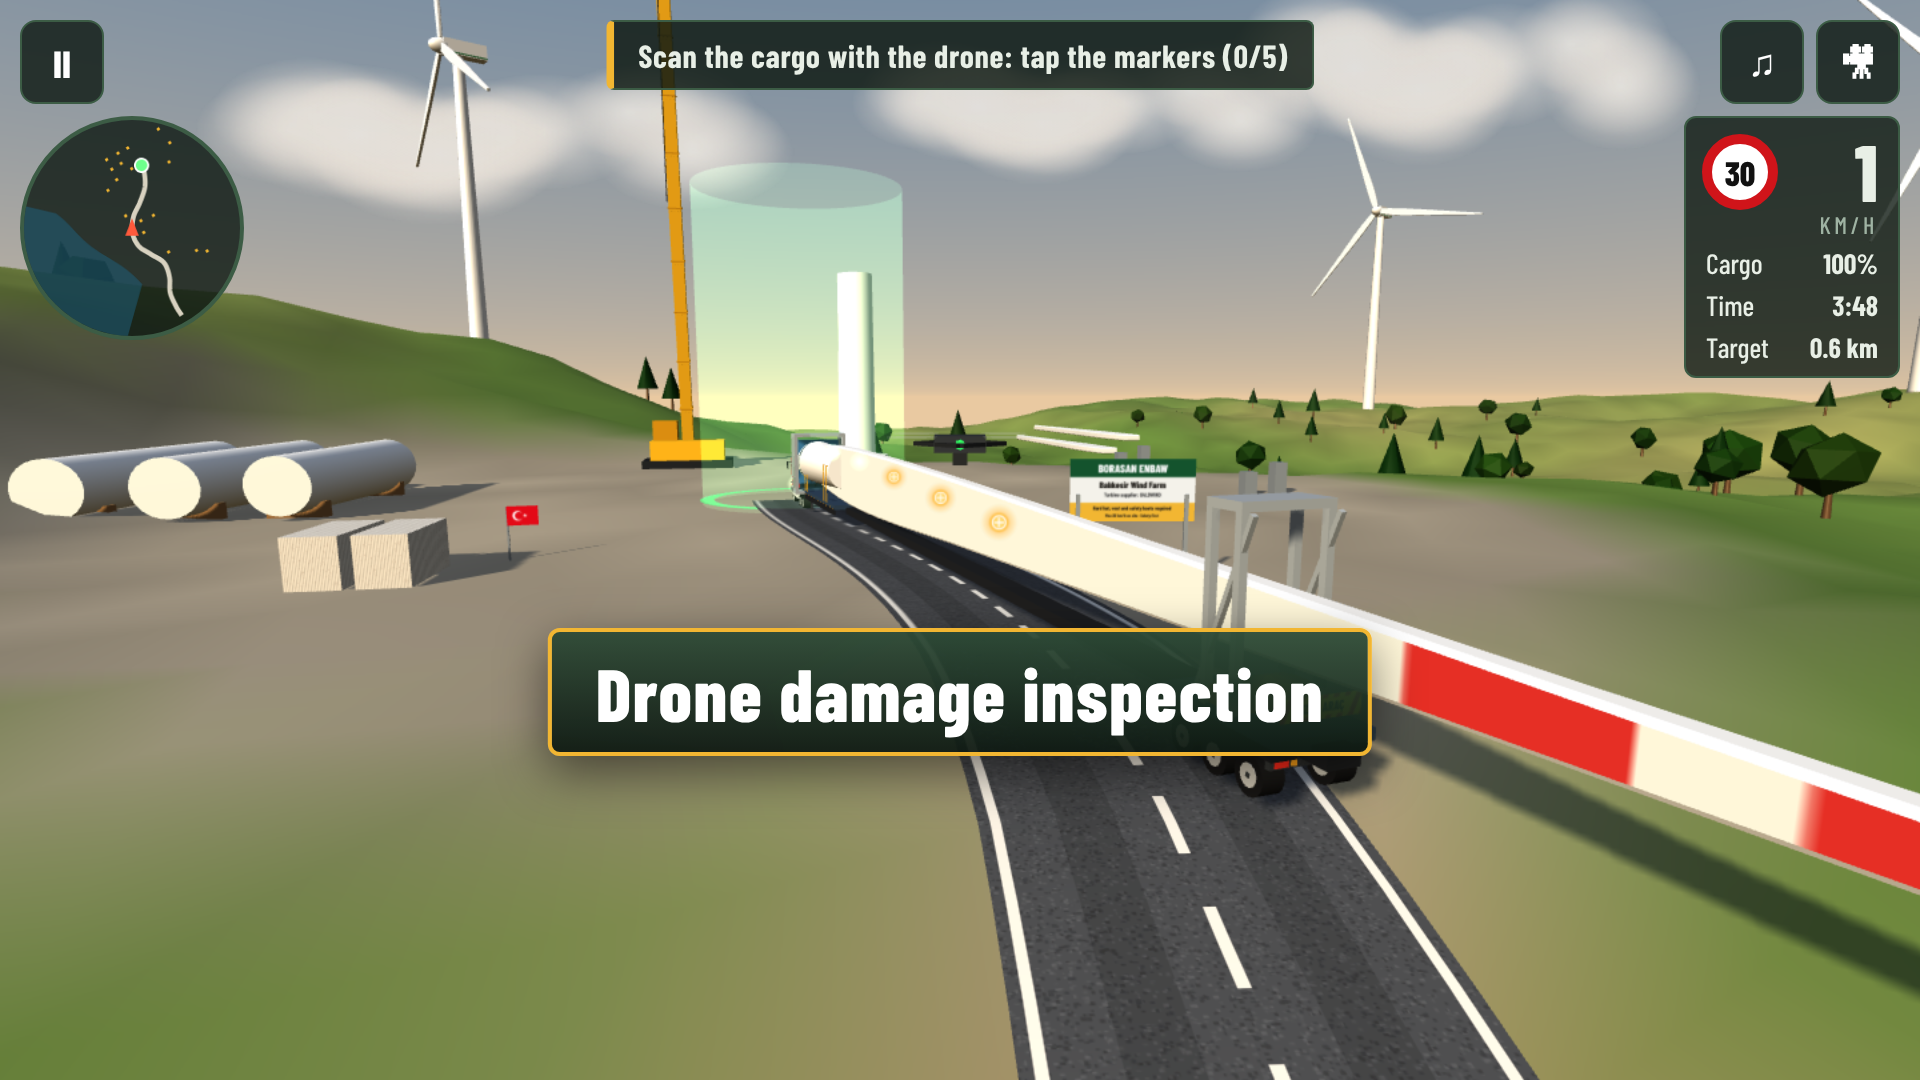 Scan the cargo with the drone: tap the markers (0/5)
30
1
KM/H
Cargo 100%
Time 3:48
Target 0.6 km
BORASAN ENBAW
Balıkesir Wind Farm
Drone damage inspection